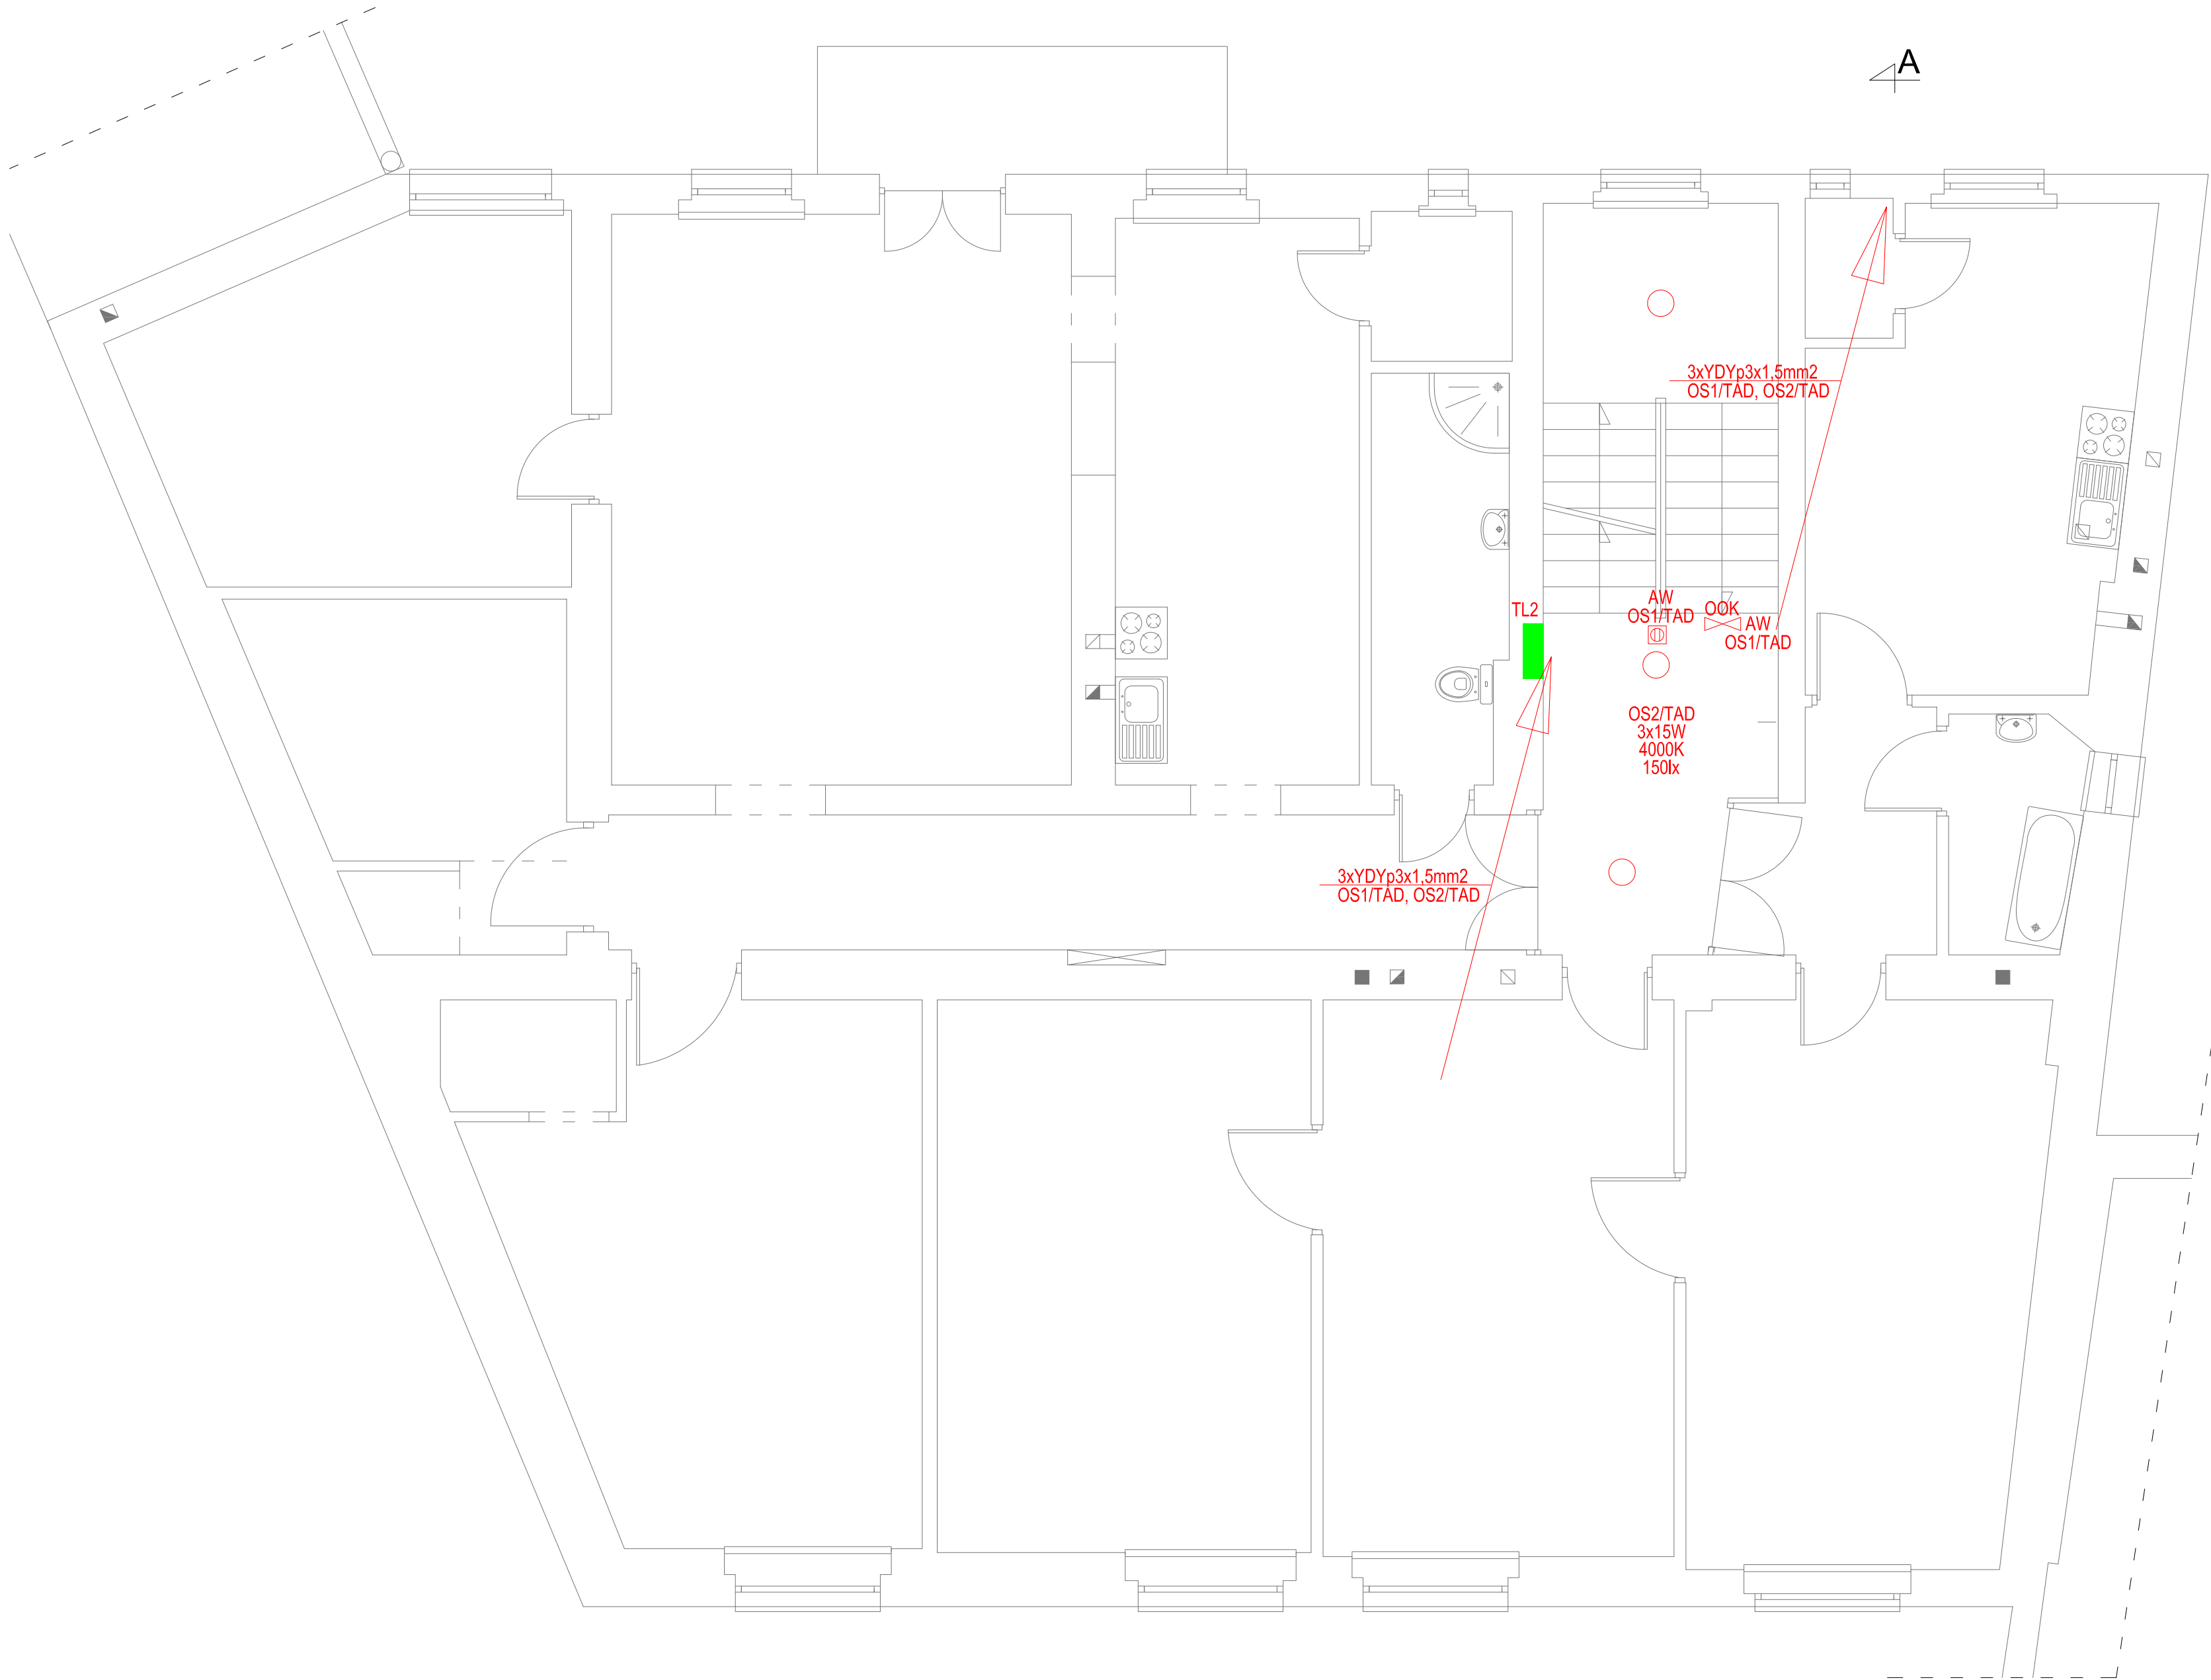 A
3xYDYp3x1,5mm2
OS1/TAD, OS2/TAD
TL2
AW
OS1/TAD
OOK
AW
OS1/TAD
OS2/TAD
3x15W
4000K
150lx
3xYDYp3x1,5mm2
OS1/TAD, OS2/TAD